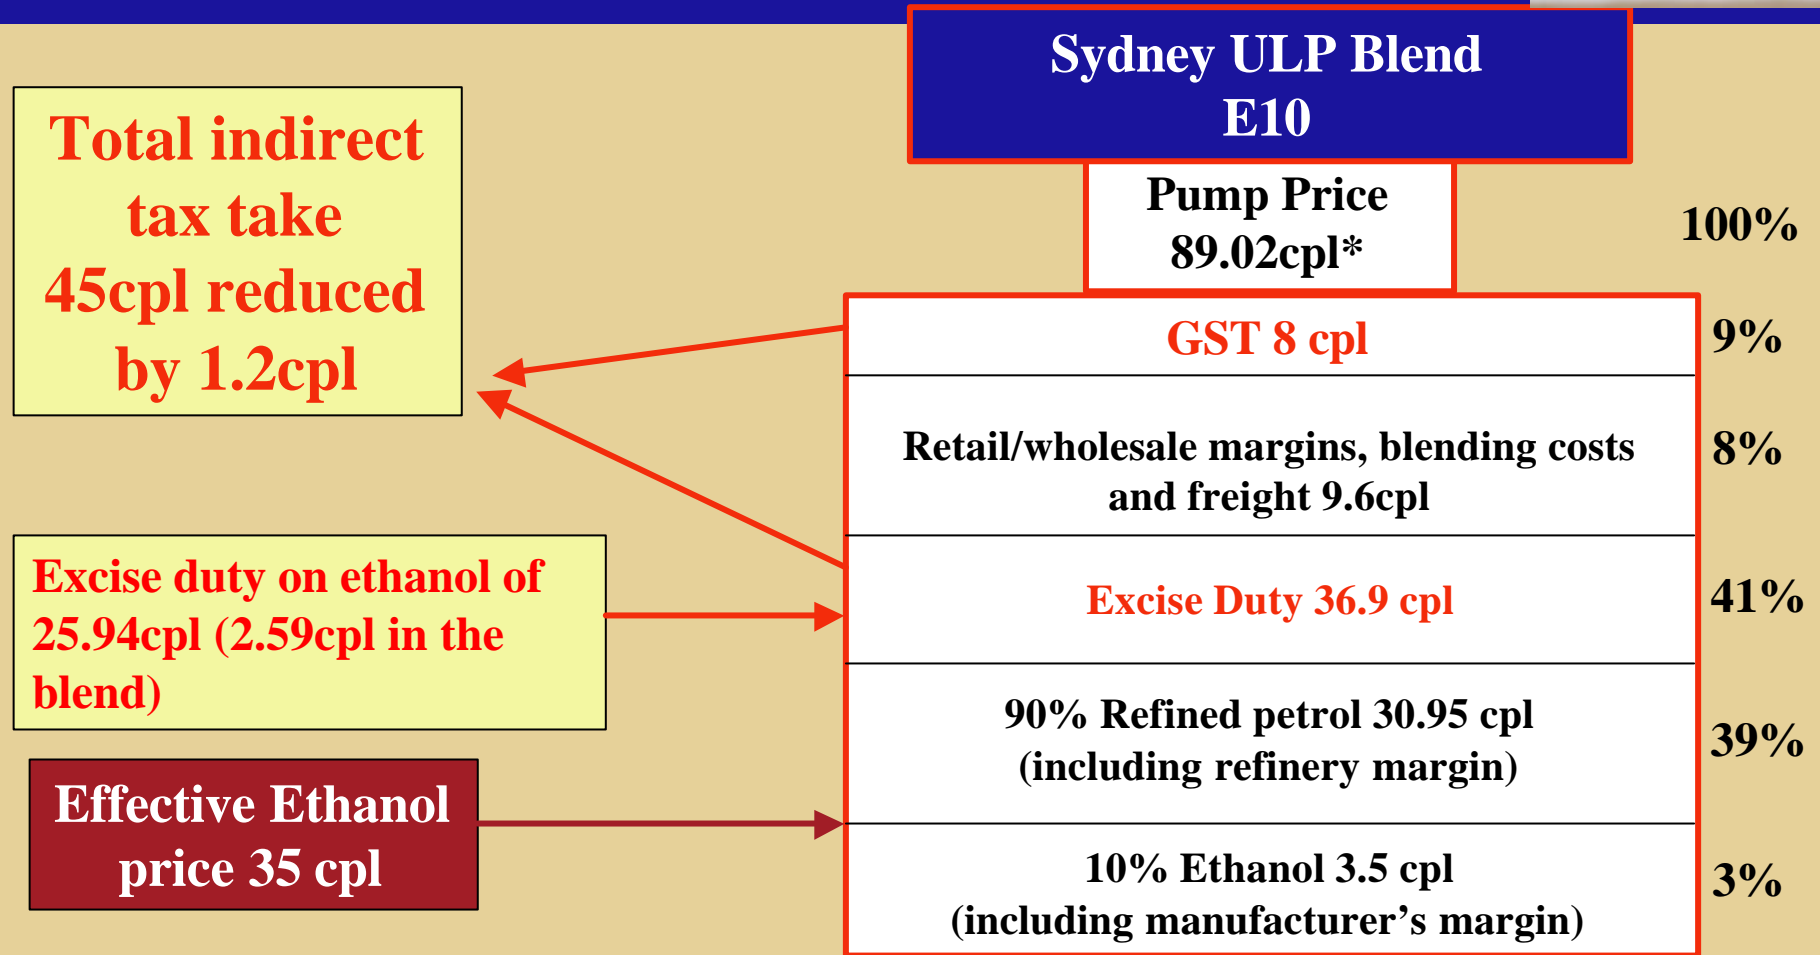 Sydney ULP Blend
E10
Pump Price
89.02cpl*
100%
Total indirect
tax take
45cpl reduced
by 1.2cpl
GST 8 cpl
9%
Retail/wholesale margins, blending costs
and freight 9.6cpl
8%
Excise duty on ethanol of
25.94cpl (2.59cpl in the
blend)
Excise Duty 36.9 cpl
41%
90% Refined petrol 30.95 cpl
(including refinery margin)
39%
Effective Ethanol
price 35 cpl
10% Ethanol 3.5 cpl
(including manufacturer’s margin)
3%